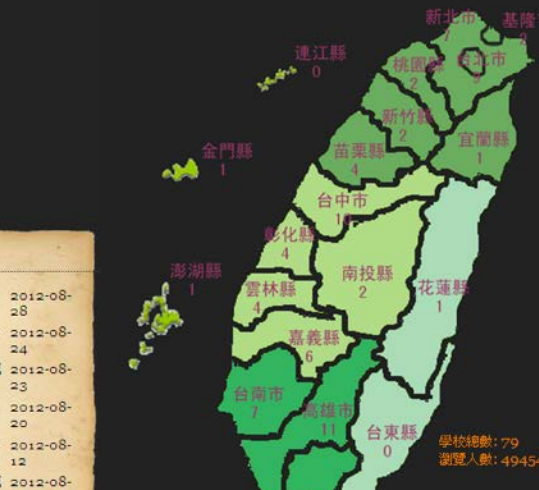 新北市
7
基隆
2
連江縣
0
桃園縣
2
台北市
9
新竹縣
2
金門縣
1
苗栗縣
4
宜蘭縣
1
台中市
10
彰化縣
4
澎湖縣
1
南投縣
2
花蓮縣
1
雲林縣
4
嘉義縣
6
台南市
7
高雄市
11
台東縣
0
2012-08-
28
2012-08-
24
2012-08-
23
2012-08-
20
2012-08-
12
2012-08-
學校總數: 79
瀏覽人數: 49454